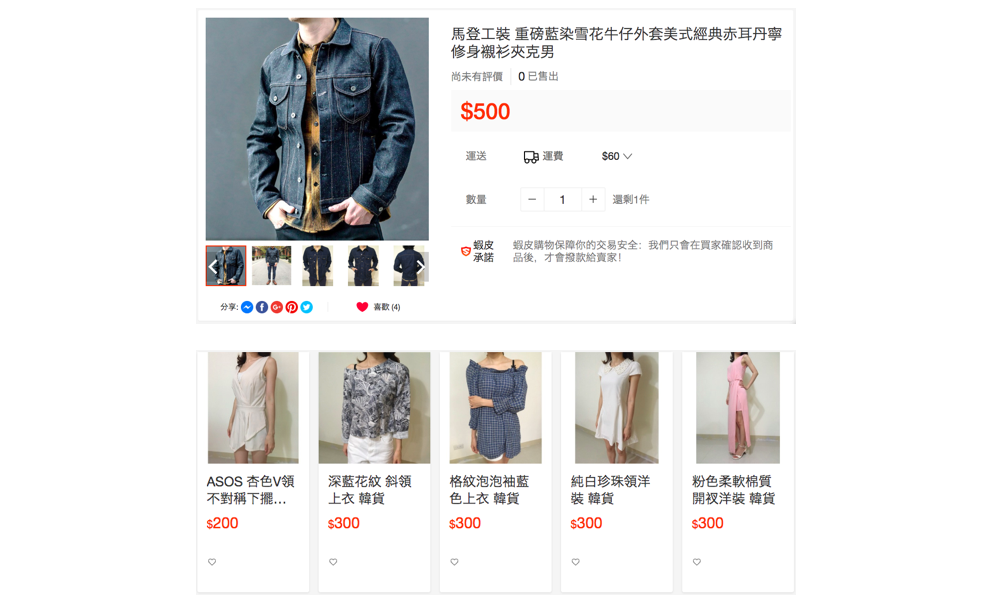 馬登工裝 重磅藍染雪花牛仔外套美式經典赤耳丹寧
修身襯衫夾克男
尚未有評價 0 已售出
$500
運送 運費 $60
數量 1 還剩1件
蝦皮
承諾
蝦皮購物保障你的交易安全：我們只會在買家確認收到商
品後，才會撥款給賣家！
分享: 喜歡 (4)
ASOS 杏色V領
不對稱下擺...
$200
深藍花紋 斜領
上衣 韓貨
$300
格紋泡泡袖藍
色上衣 韓貨
$300
純白珍珠領洋
裝 韓貨
$300
粉色柔軟棉質
開衩洋裝 韓貨
$300